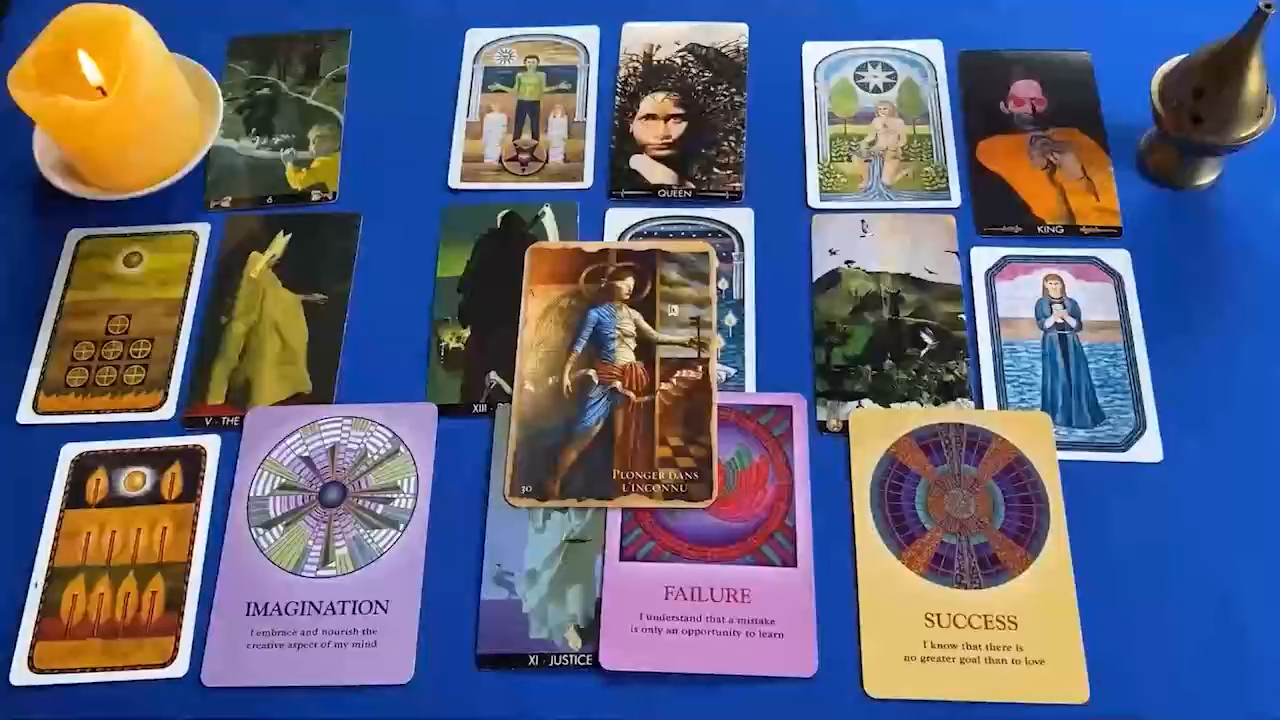 6
QUEEN
KING
V · THE
XIII ·
30
PLONGER DANS
L'INCONNU
IMAGINATION
I embrace and nourish the
creative aspect of my mind
XI · JUSTICE
FAILURE
I understand that a mistake
is only an opportunity to learn
SUCCESS
I know that there is
no greater goal than to love